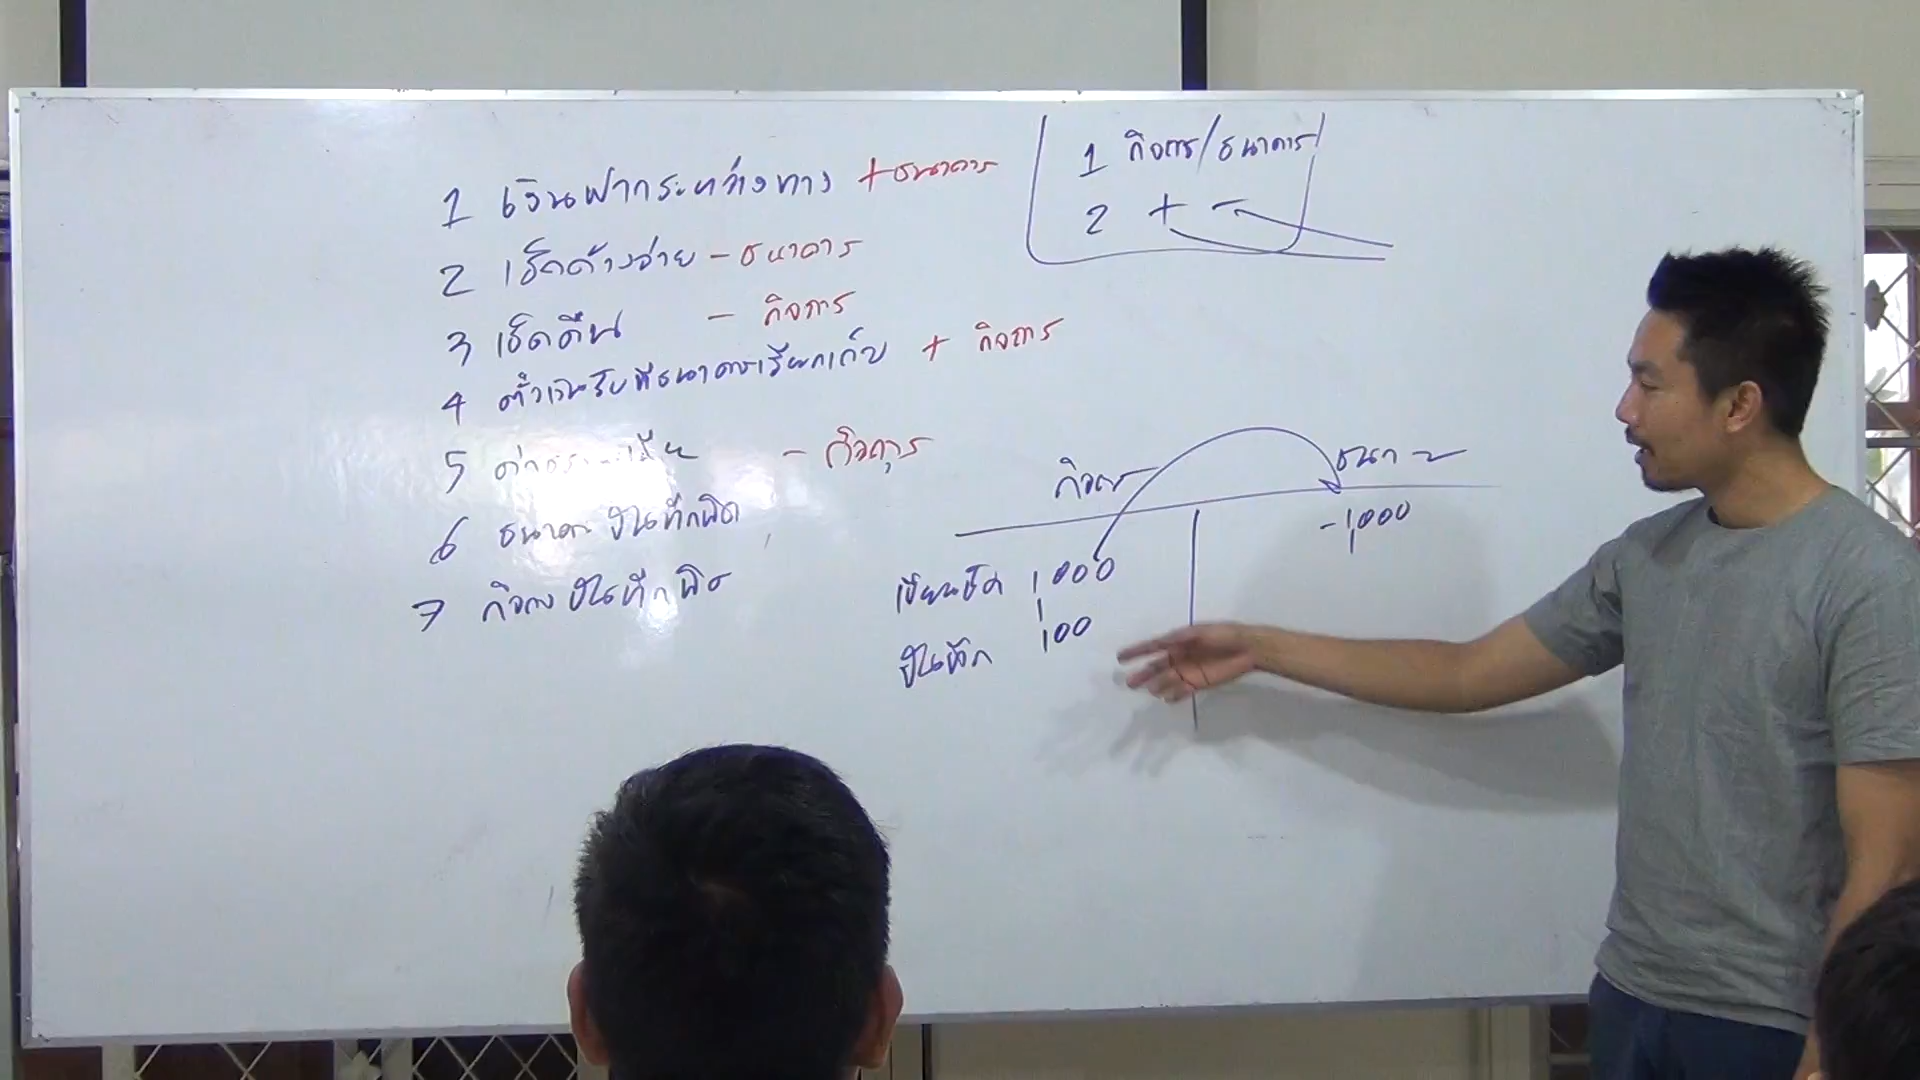 1 เงินฝากระหว่างทาง + ธนาคาร
2 เช็คค้างจ่าย - ธนาคาร
3 เช็คคืน - กิจการ
4 ตั๋วเงินรับที่ธนาคารเรียกเก็บ + กิจการ
5 - กิจการ
6 ธนาคาร บันทึกผิด
7 กิจการ บันทึกผิด
1 กิจการ/ธนาคาร
2 + -
กิจการ
ธนา
-1,000
เขียนเช็ค 1,000
บันทึก 100